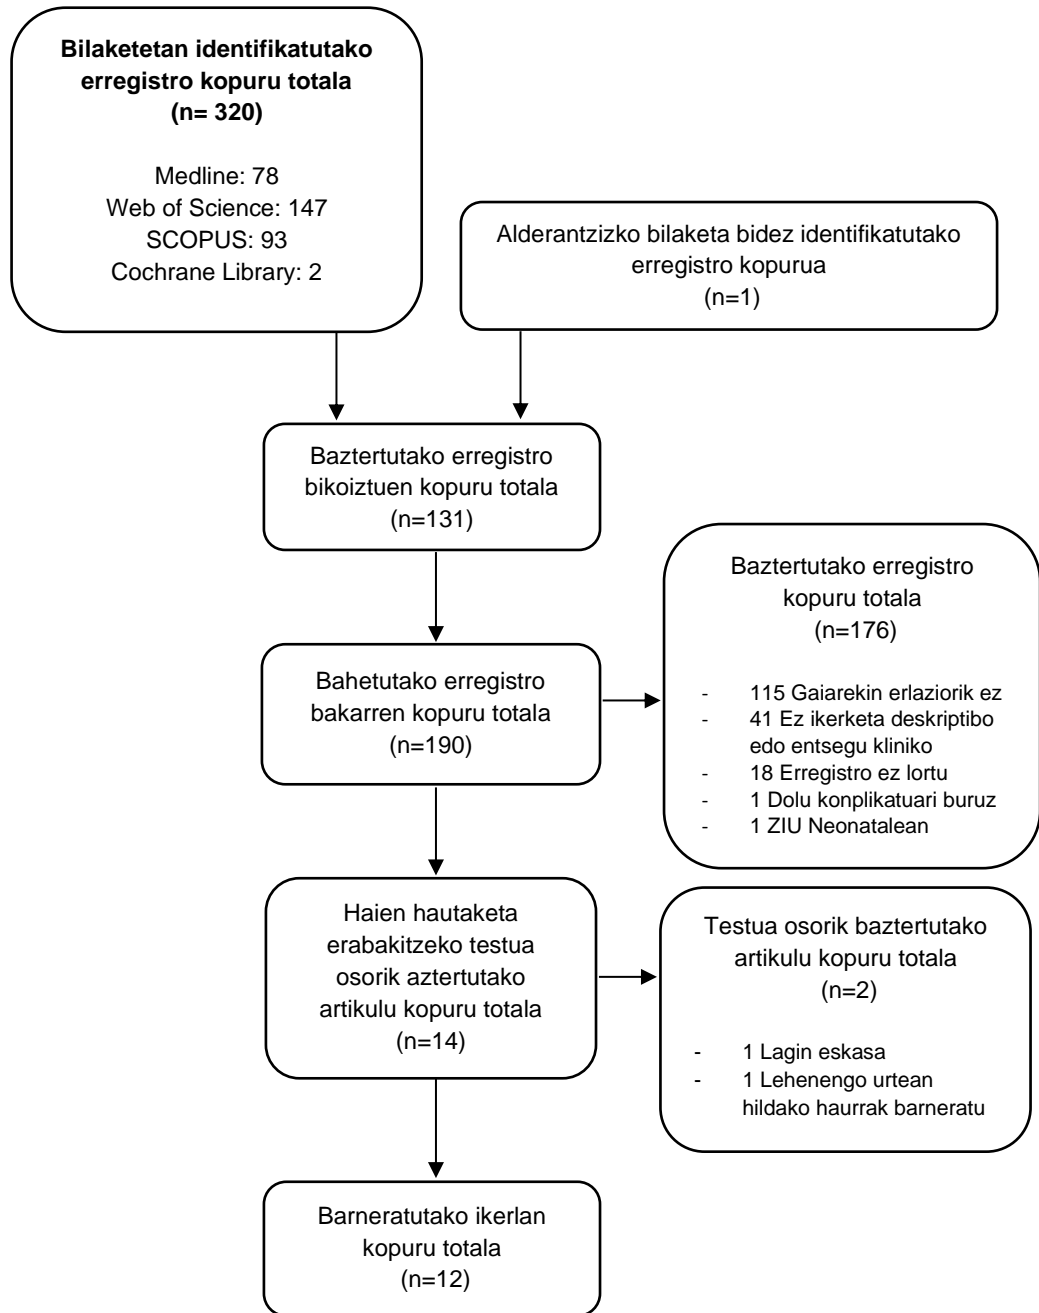 Bilaketetan identifikatutako
erregistro kopuru totala
(n= 320)
Medline: 78
Web of Science: 147
SCOPUS: 93
Cochrane Library: 2
Alderantzizko bilaketa bidez identifikatutako
erregistro kopurua
(n=1)
Baztertutako erregistro
bikoiztuen kopuru totala
(n=131)
Bahetutako erregistro
bakarren kopuru totala
(n=190)
Baztertutako erregistro
kopuru totala
(n=176)
- 115 Gaiarekin erlaziorik ez
- 41 Ez ikerketa deskriptibo
edo entsegu kliniko
- 18 Erregistro ez lortu
- 1 Dolu konplikatuari buruz
- 1 ZIU Neonatalean
Haien hautaketa
erabakitzeko testua
osorik aztertutako
artikulu kopuru totala
(n=14)
Testua osorik baztertutako
artikulu kopuru totala
(n=2)
- 1 Lagin eskasa
- 1 Lehenengo urtean
hildako haurrak barneratu
Barneratutako ikerlan
kopuru totala
(n=12)